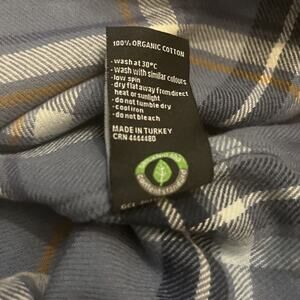 100% ORGANIC COTTON
- wash at 30°C
- wash with similar colours
- low spin
- dry flat away from direct
heat or sunlight
- do not tumble dry
- cool iron
- do not bleach
MADE IN TURKEY
CRN 4444480